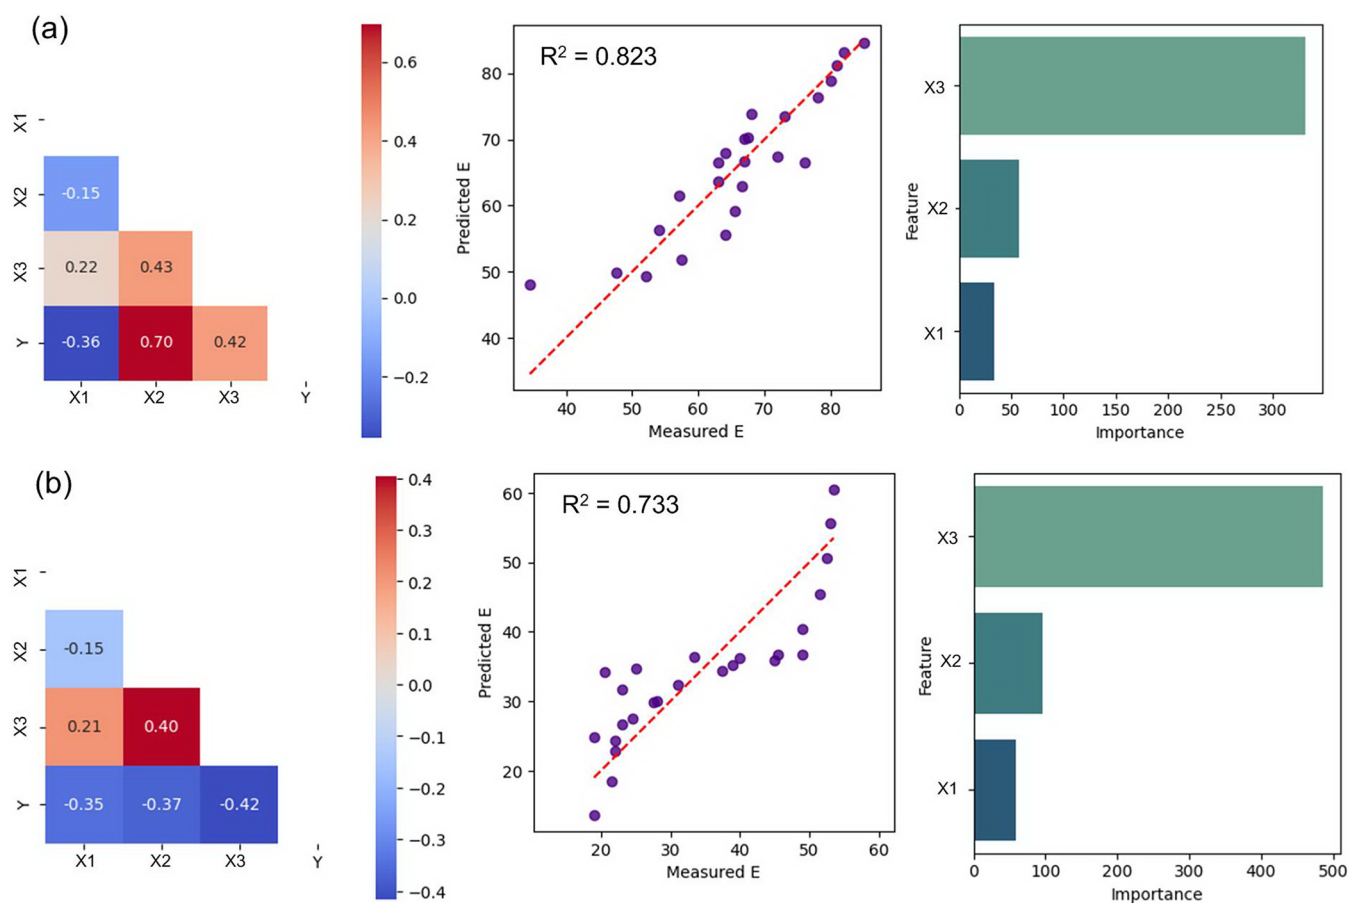 (a)
X1
X2
X3
Y
-0.15
0.22 0.43
-0.36 0.70 0.42
X1 X2 X3 Y
0.6
0.4
0.2
0.0
−0.2
R² = 0.823
Predicted E
80
70
60
50
40
40 50 60 70 80
Measured E
Feature
X3
X2
X1
0 50 100 150 200 250 300
Importance
(b)
X1
X2
X3
Y
-0.15
0.21 0.40
-0.35 -0.37 -0.42
X1 X2 X3 Y
0.4
0.3
0.2
0.1
0.0
−0.1
−0.2
−0.3
−0.4
R² = 0.733
Predicted E
60
50
40
30
20
20 30 40 50 60
Measured E
Feature
X3
X2
X1
0 100 200 300 400 500
Importance